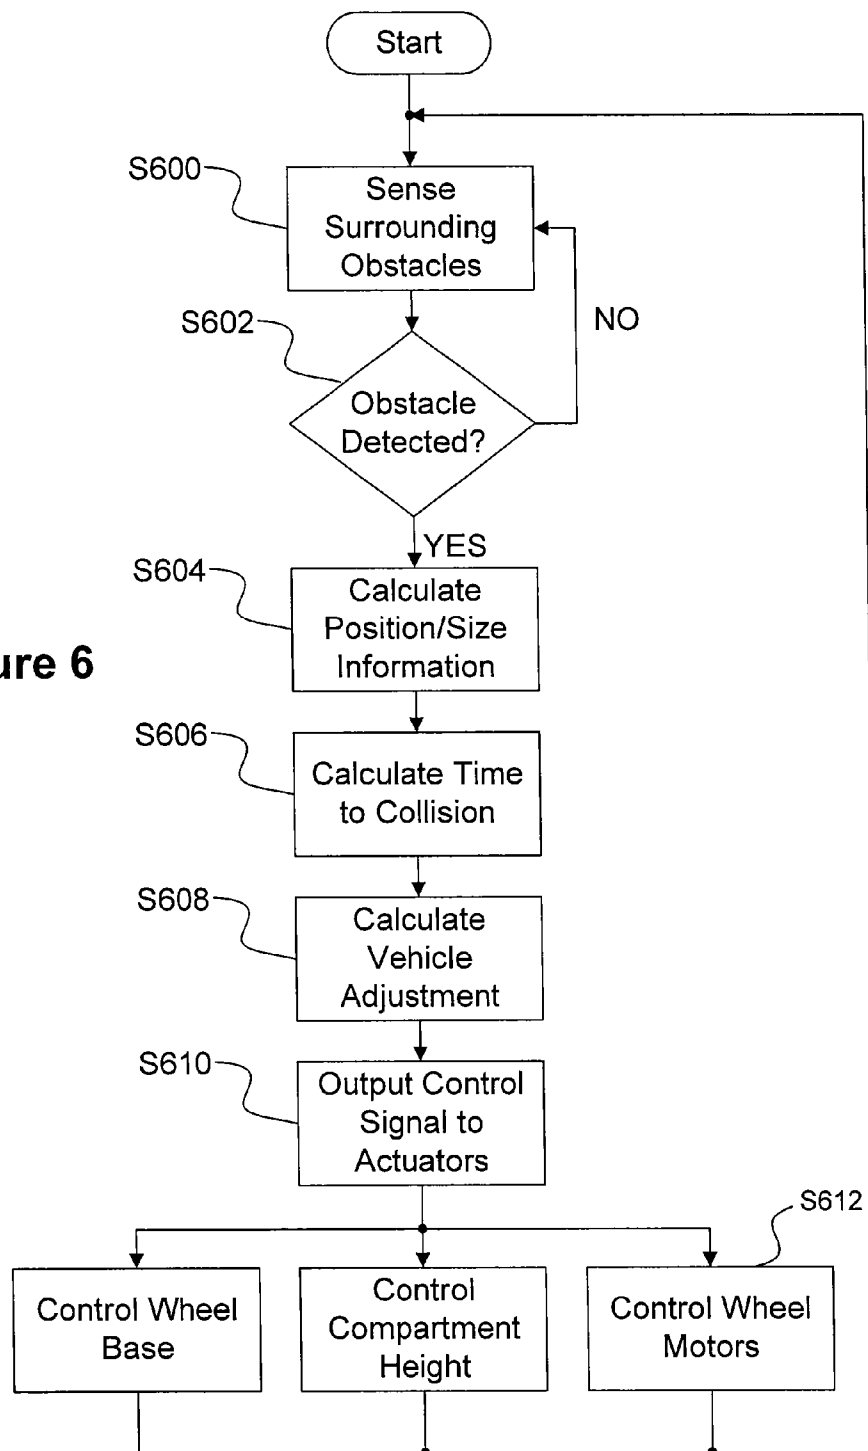 Start
S600
Sense
Surrounding
Obstacles
S602
NO
Obstacle
Detected?
YES
S604
Calculate
Position/Size
Information
ure 6
S606
Calculate Time
to Collision
S608
Calculate
Vehicle
Adjustment
S610
Output Control
Signal to
Actuators
S612
Control Wheel
Base
Control
Compartment
Height
Control Wheel
Motors